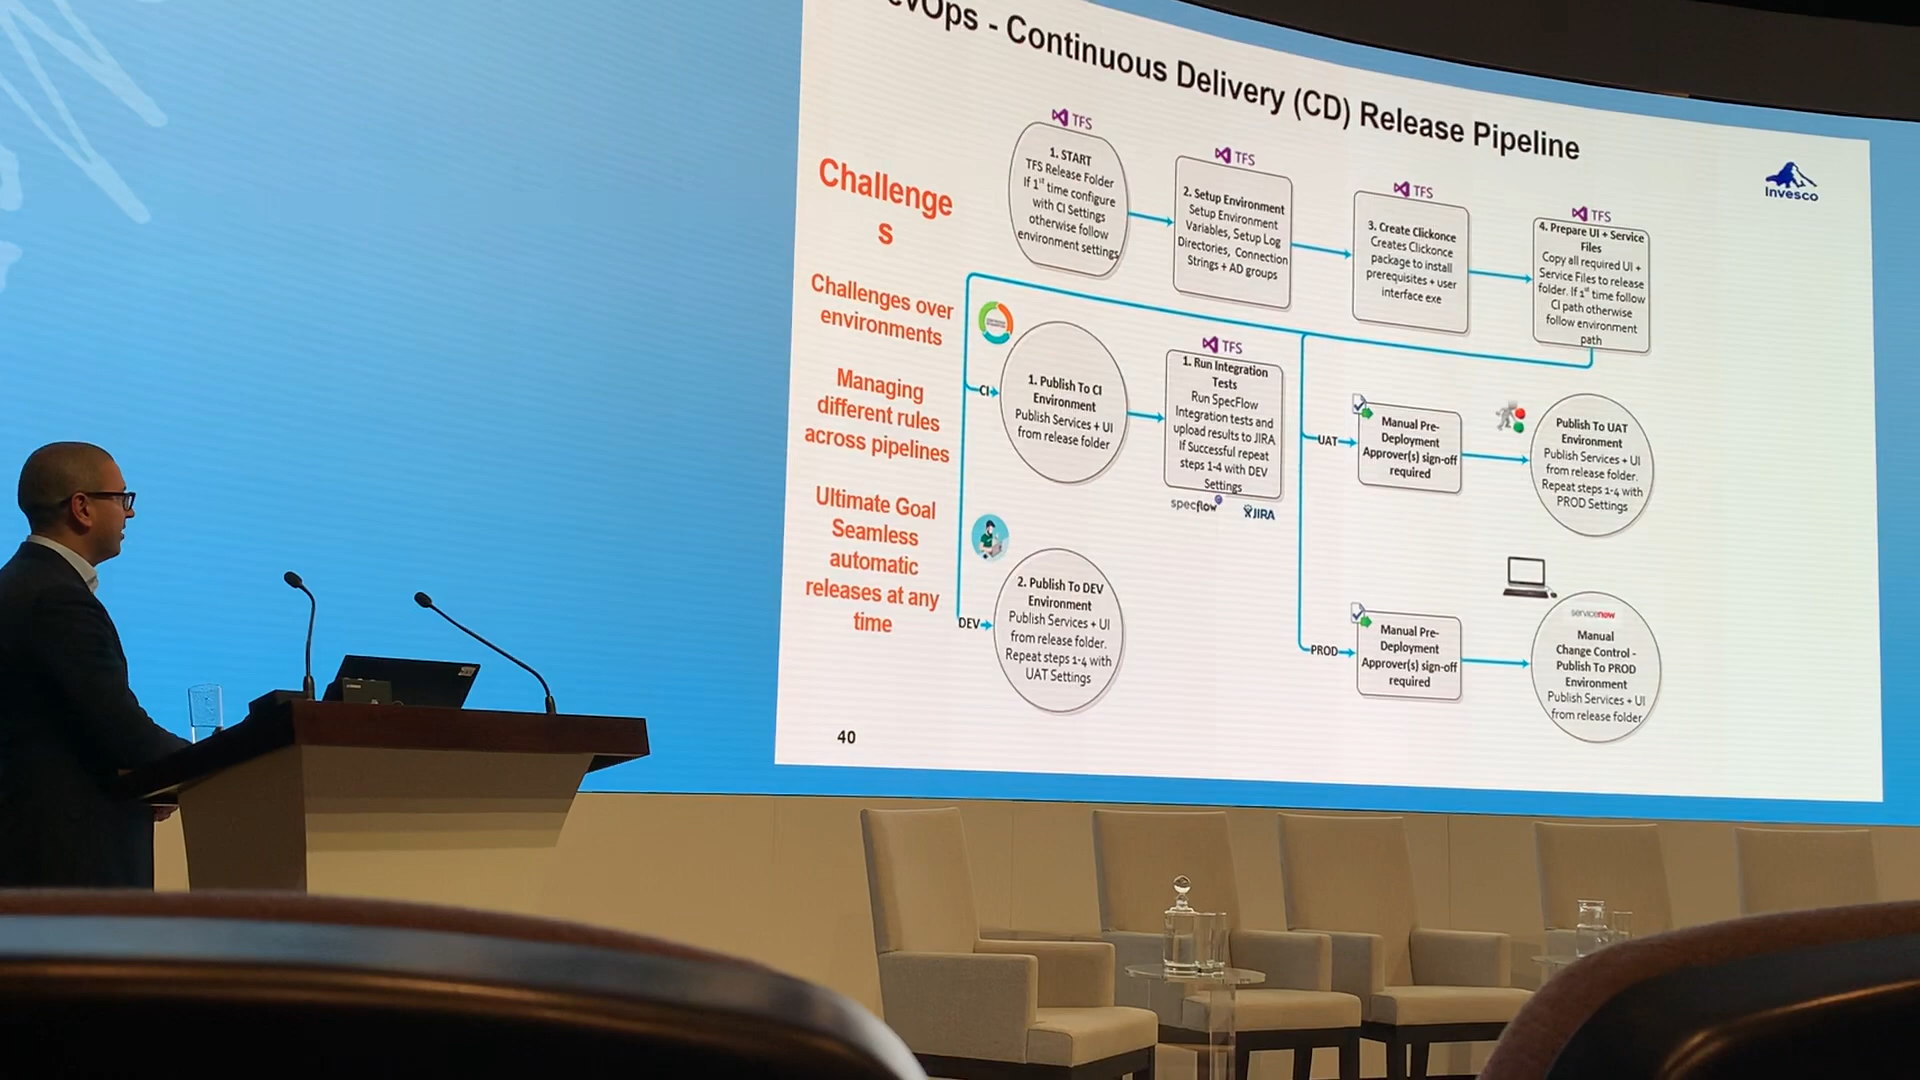 evOps - Continuous Delivery (CD) Release Pipeline
Invesco
Challenge
s
Challenges over
environments
Managing
different rules
across pipelines
Ultimate Goal
Seamless
automatic
releases at any
time
40
TFS
1. START
TFS Release Folder
If 1st time configure
with CI Settings
otherwise follow
environment settings
TFS
2. Setup Environment
Setup Environment
Variables, Setup Log
Directories, Connection
Strings + AD groups
TFS
3. Create Clickonce
Creates Clickonce
package to install
prerequisites + user
interface exe
TFS
4. Prepare UI + Service
Files
Copy all required UI +
Service Files to release
folder. If 1st time follow
CI path otherwise
follow environment
path
CI
1. Publish To CI
Environment
Publish Services + UI
from release folder
TFS
1. Run Integration
Tests
Run SpecFlow
Integration tests and
upload results to JIRA
If Successful repeat
steps 1-4 with DEV
Settings
specflow
JIRA
DEV
2. Publish To DEV
Environment
Publish Services + UI
from release folder.
Repeat steps 1-4 with
UAT Settings
UAT
Manual Pre-
Deployment
Approver(s) sign-off
required
Publish To UAT
Environment
Publish Services + UI
from release folder.
Repeat steps 1-4 with
PROD Settings
PROD
Manual Pre-
Deployment
Approver(s) sign-off
required
servicenow
Manual
Change Control -
Publish To PROD
Environment
Publish Services + UI
from release folder